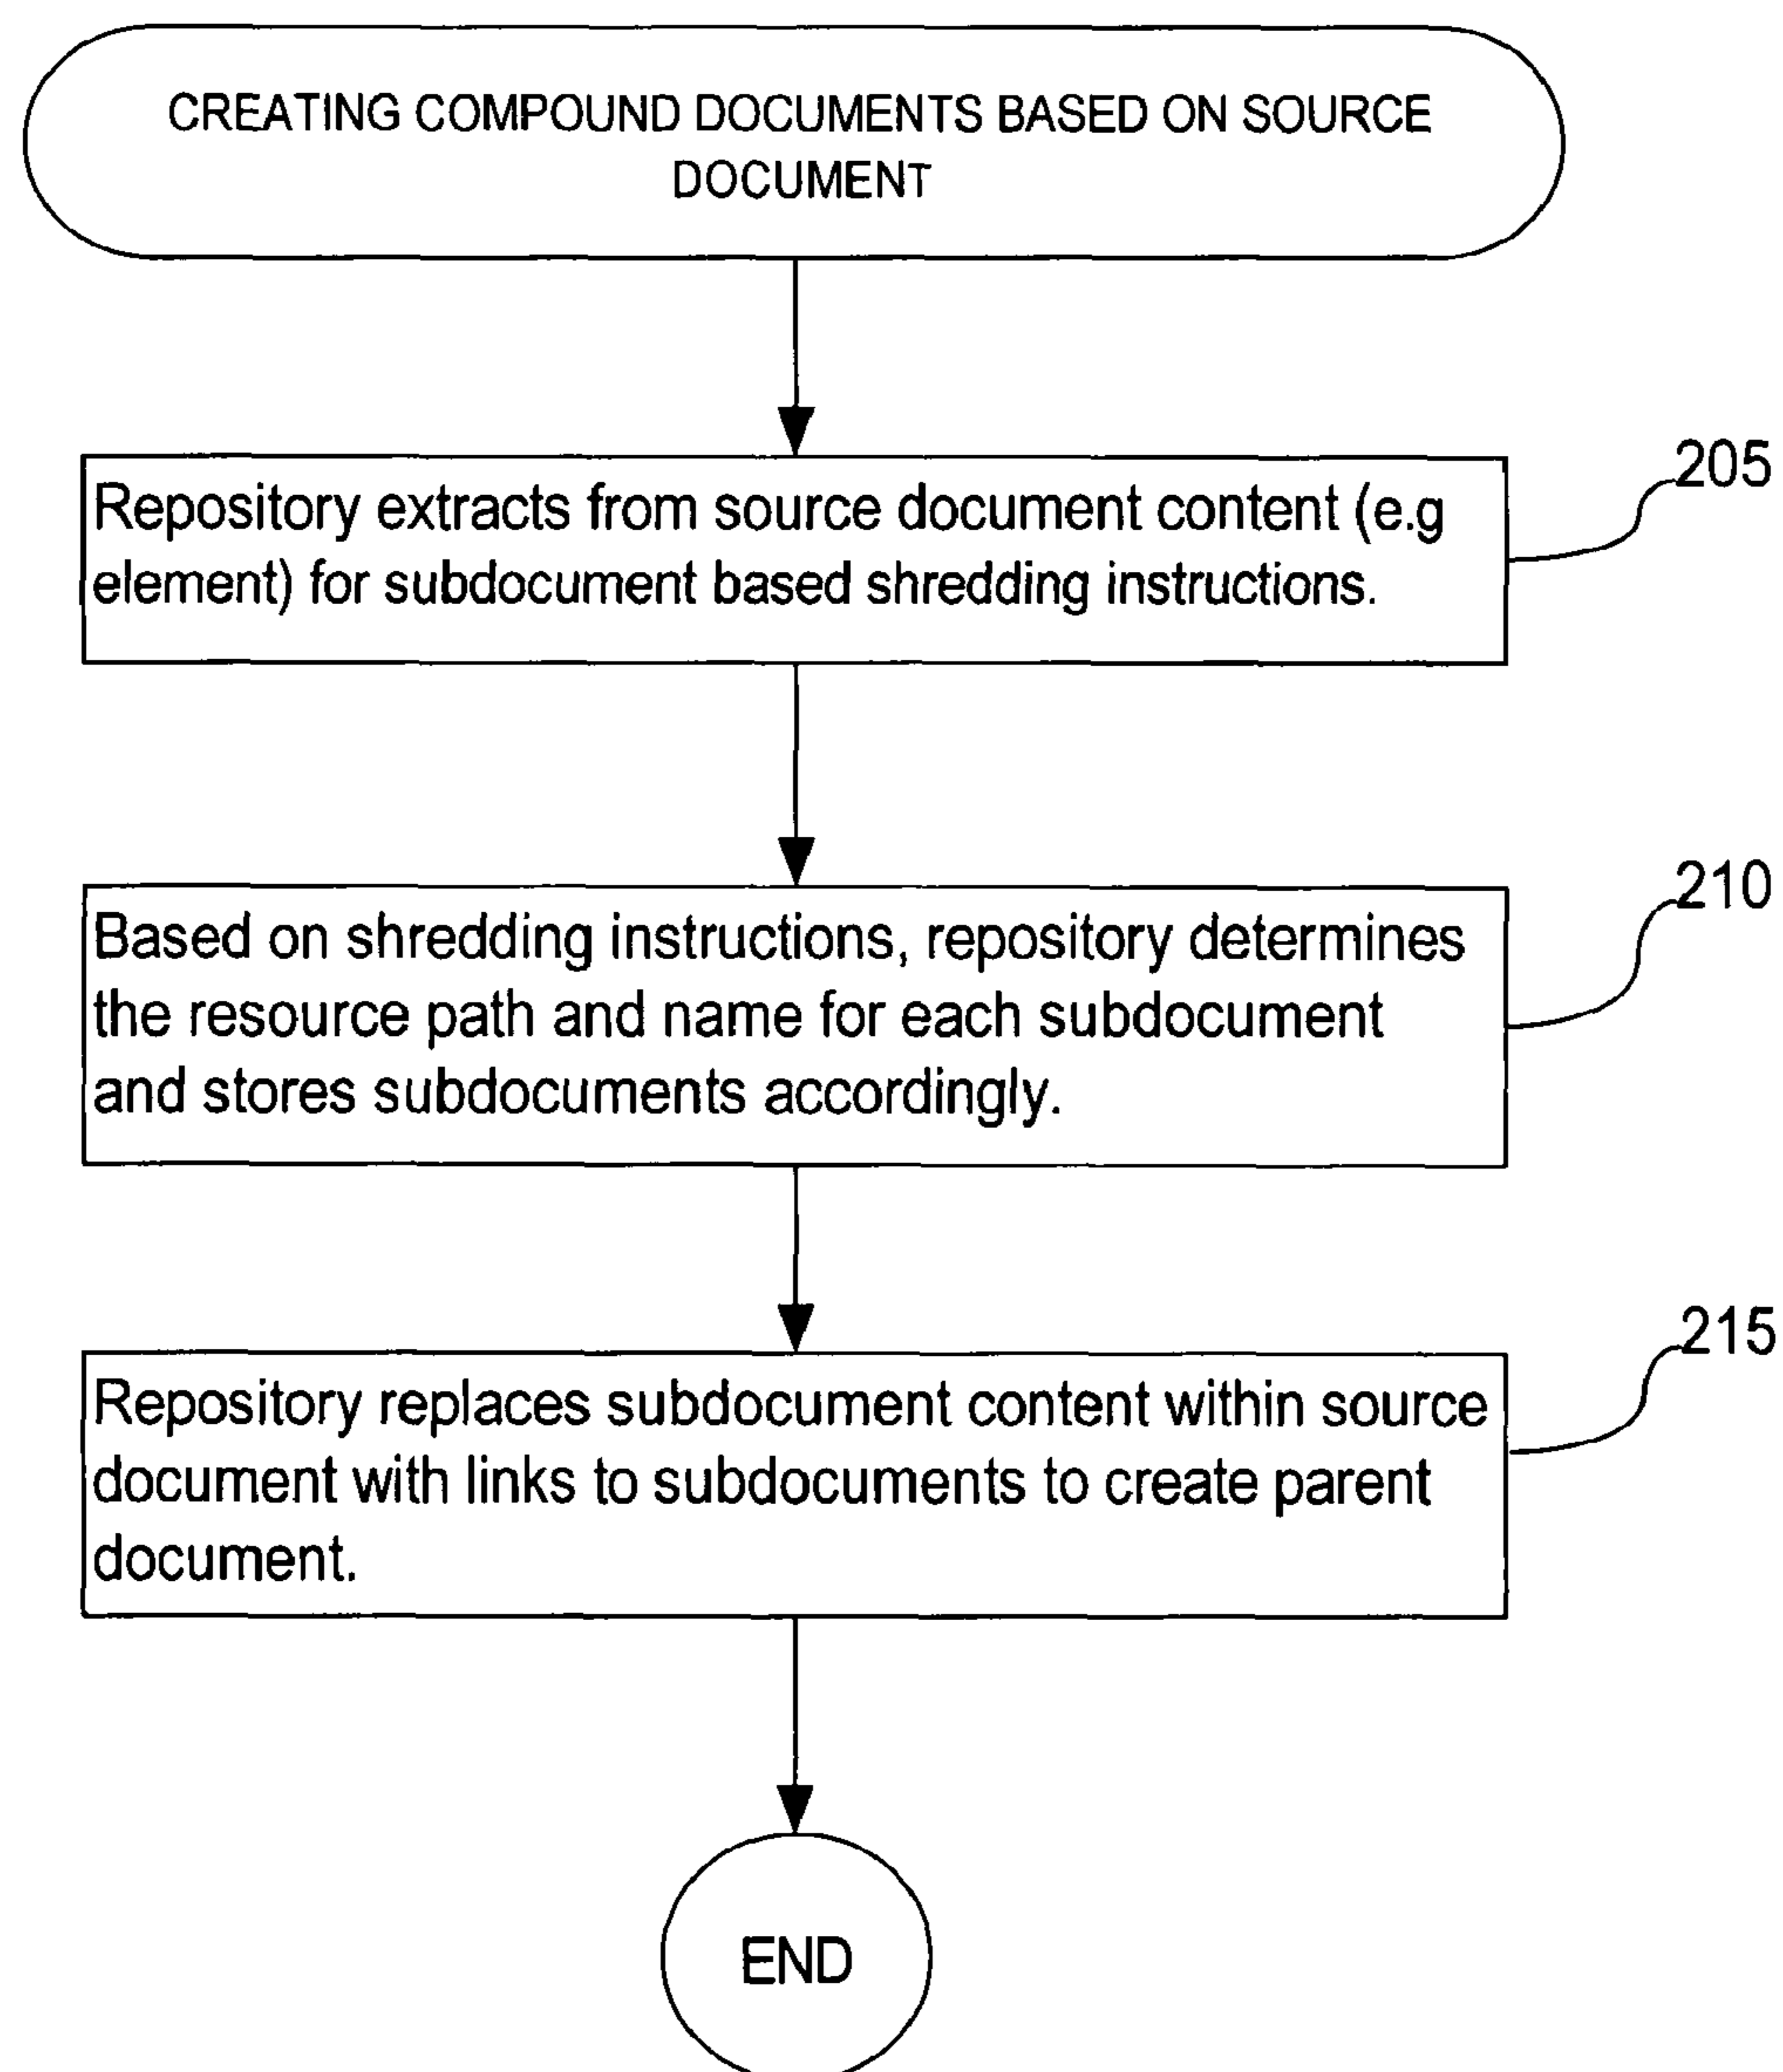 CREATING COMPOUND DOCUMENTS BASED ON SOURCE
DOCUMENT
205
Repository extracts from source document content (e.g
element) for subdocument based shredding instructions.
210
Based on shredding instructions, repository determines
the resource path and name for each subdocument
and stores subdocuments accordingly.
215
Repository replaces subdocument content within source
document with links to subdocuments to create parent
document.
END